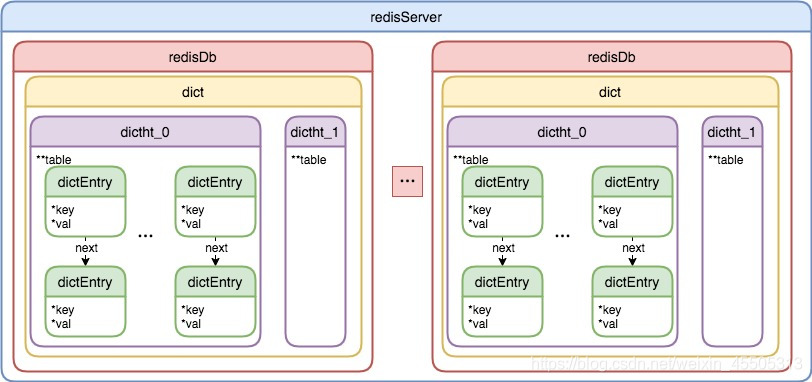 redisServer
redisDb
dict
dictht_0
**table
dictEntry
*key
*val
next
dictEntry
*key
*val
...
dictEntry
*key
*val
next
dictEntry
*key
*val
dictht_1
**table
...
redisDb
dict
dictht_0
**table
dictEntry
*key
*val
next
dictEntry
*key
*val
...
dictEntry
*key
*val
next
dictEntry
*key
*val
dictht_1
**table
https://blog.csdn.net/weixin_45505313